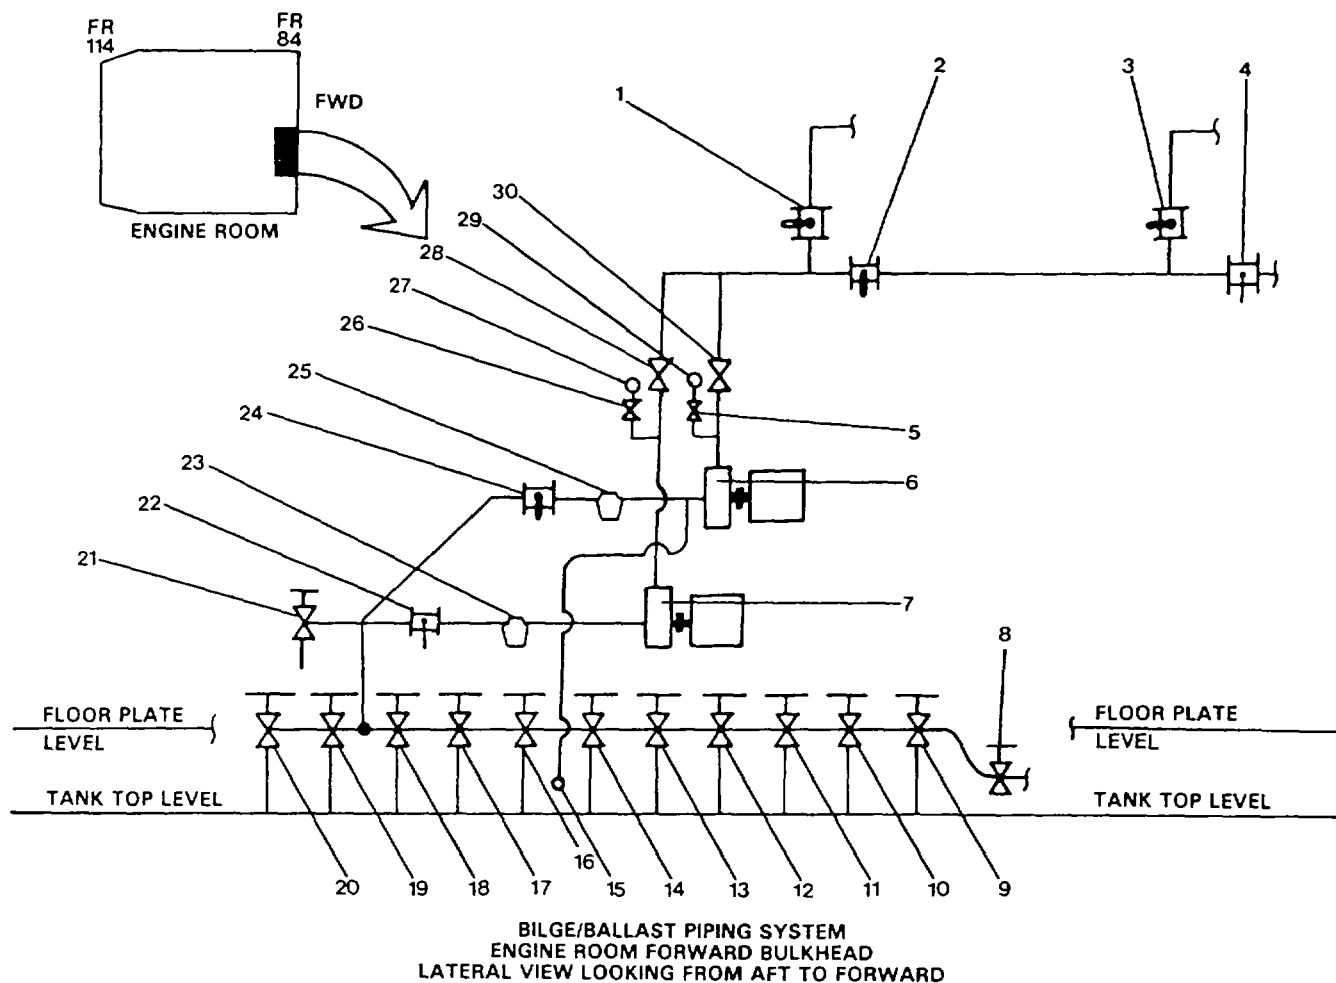 FR
114
FR
84
FWD
ENGINE ROOM
1
2
3
4
30
29
28
27
26
25
24
5
6
23
22
21
7
8
FLOOR PLATE
LEVEL
FLOOR PLATE
LEVEL
TANK TOP LEVEL
TANK TOP LEVEL
20
19
18
17
16
15
14
13
12
11
10
9
BILGE/BALLAST PIPING SYSTEM
ENGINE ROOM FORWARD BULKHEAD
LATERAL VIEW LOOKING FROM AFT TO FORWARD